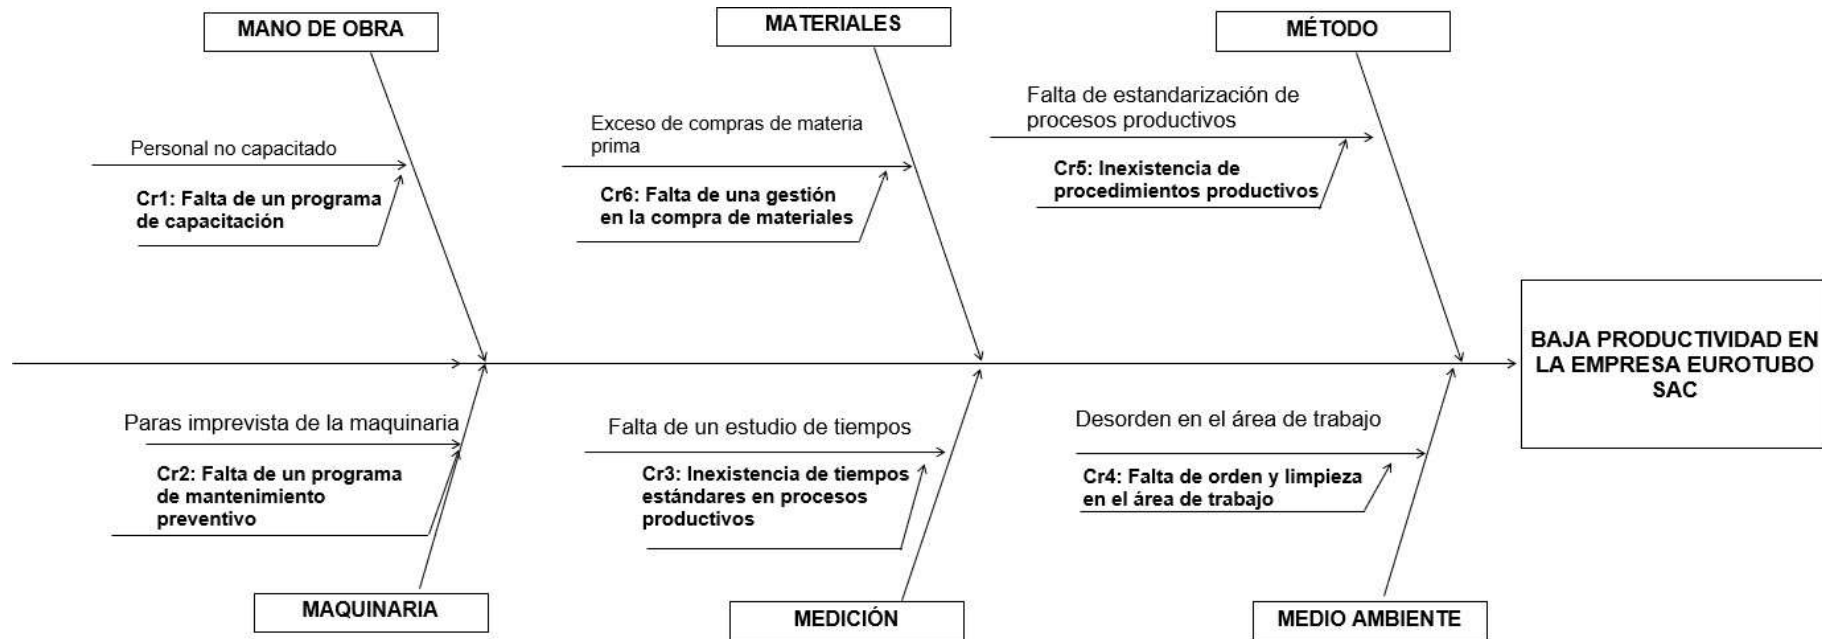 MANO DE OBRA
MATERIALES
MÉTODO
Personal no capacitado
Cr1: Falta de un programa
de capacitación
Exceso de compras de materia
prima
Cr6: Falta de una gestión
en la compra de materiales
Falta de estandarización de
procesos productivos
Cr5: Inexistencia de
procedimientos productivos
BAJA PRODUCTIVIDAD EN
LA EMPRESA EUROTUBO
SAC
Paras imprevista de la maquinaria
Cr2: Falta de un programa
de mantenimiento
preventivo
Falta de un estudio de tiempos
Cr3: Inexistencia de tiempos
estándares en procesos
productivos
Desorden en el área de trabajo
Cr4: Falta de orden y limpieza
en el área de trabajo
MAQUINARIA
MEDICIÓN
MEDIO AMBIENTE